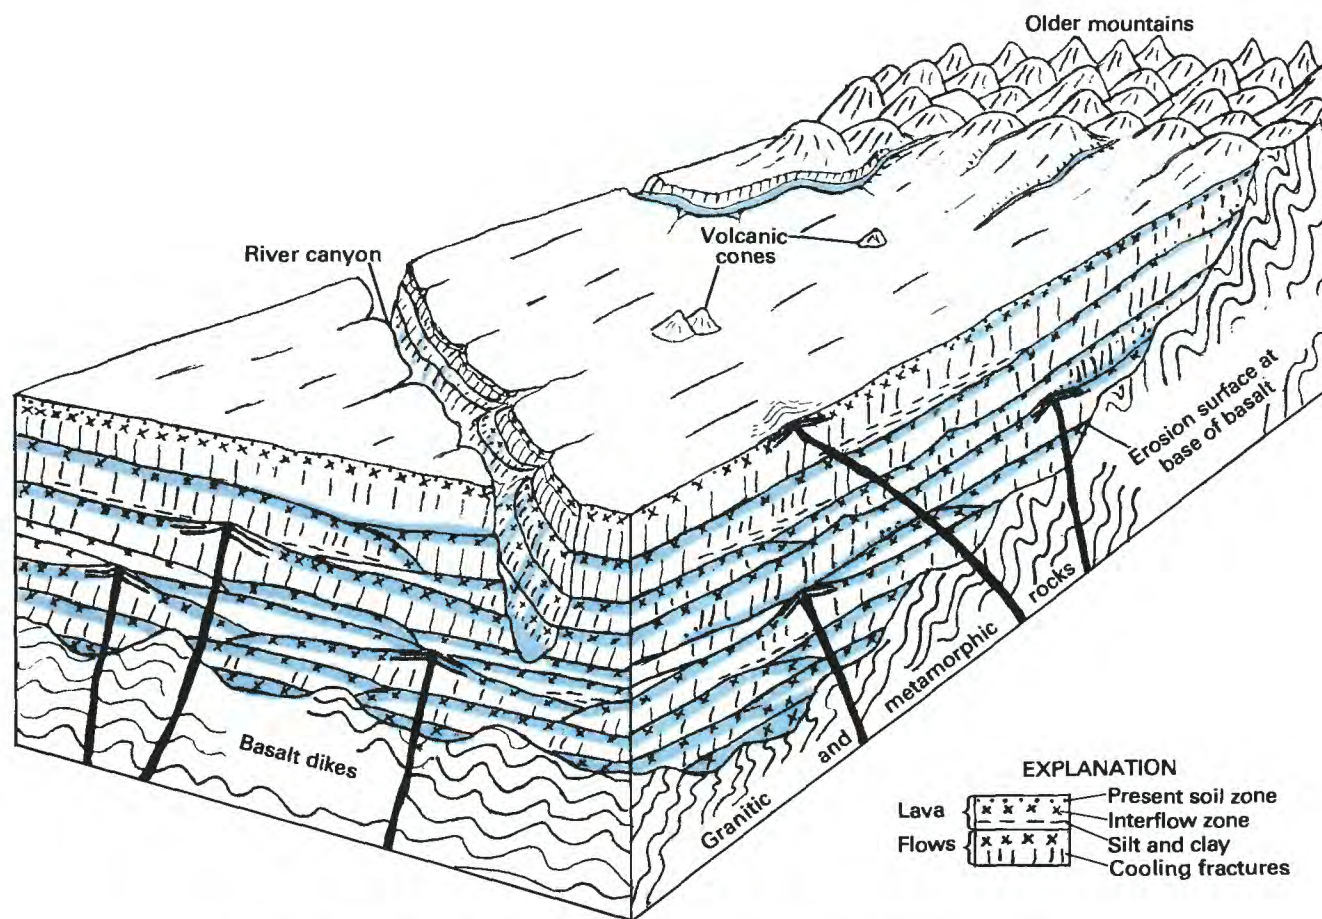 Older mountains
River canyon
Volcanic
cones
Erosion surface at
base of basalt
Basalt dikes
Granitic and metamorphic rocks
EXPLANATION
Lava
Flows
Present soil zone
Interflow zone
Silt and clay
Cooling fractures